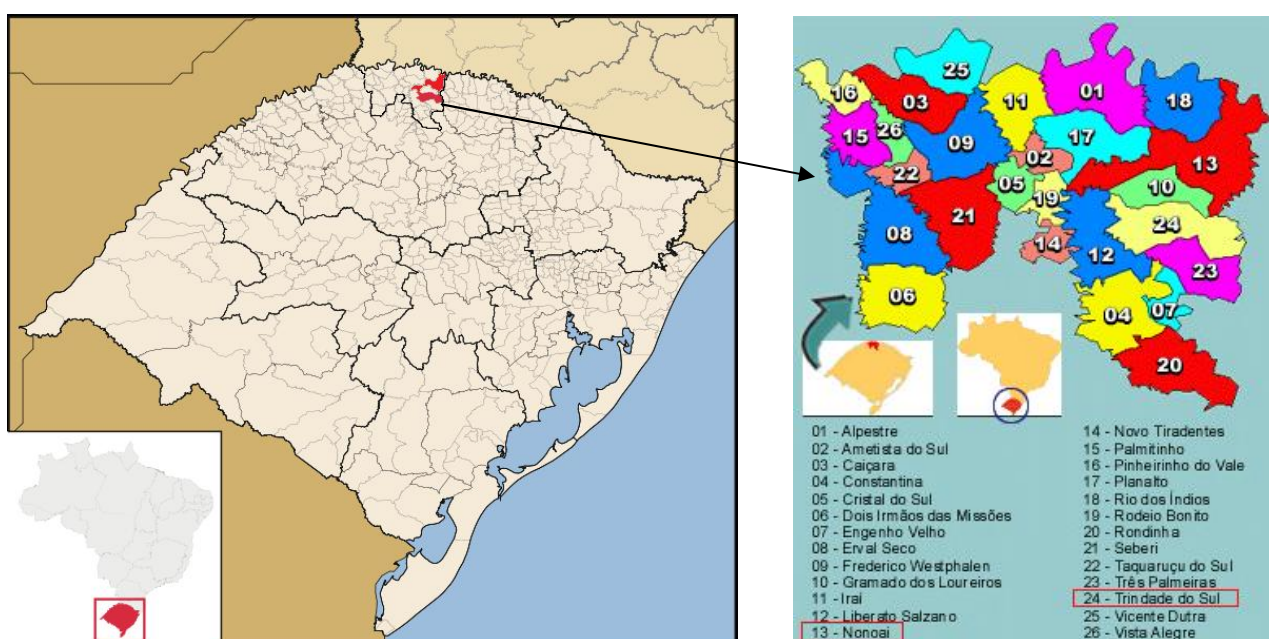 25
16
03
11
01
18
15
26
09
17
02
13
22
05
10
19
21
24
08
14
12
23
06
04
07
20
01 - Alpestre
02 - Ametista do Sul
03 - Caiçara
04 - Constantina
05 - Cristal do Sul
06 - Dois Irmãos das Missões
07 - Engenho Velho
08 - Erval Seco
09 - Frederico Westphalen
10 - Gramado dos Loureiros
11 - Iraí
12 - Liberato Salzano
13 - Nonoai
14 - Novo Tiradentes
15 - Palmitinho
16 - Pinheirinho do Vale
17 - Planalto
18 - Rio dos Índios
19 - Rodeio Bonito
20 - Rondinha
21 - Seberi
22 - Taquaruçu do Sul
23 - Três Palmeiras
24 - Trindade do Sul
25 - Vicente Dutra
26 - Vista Alegre